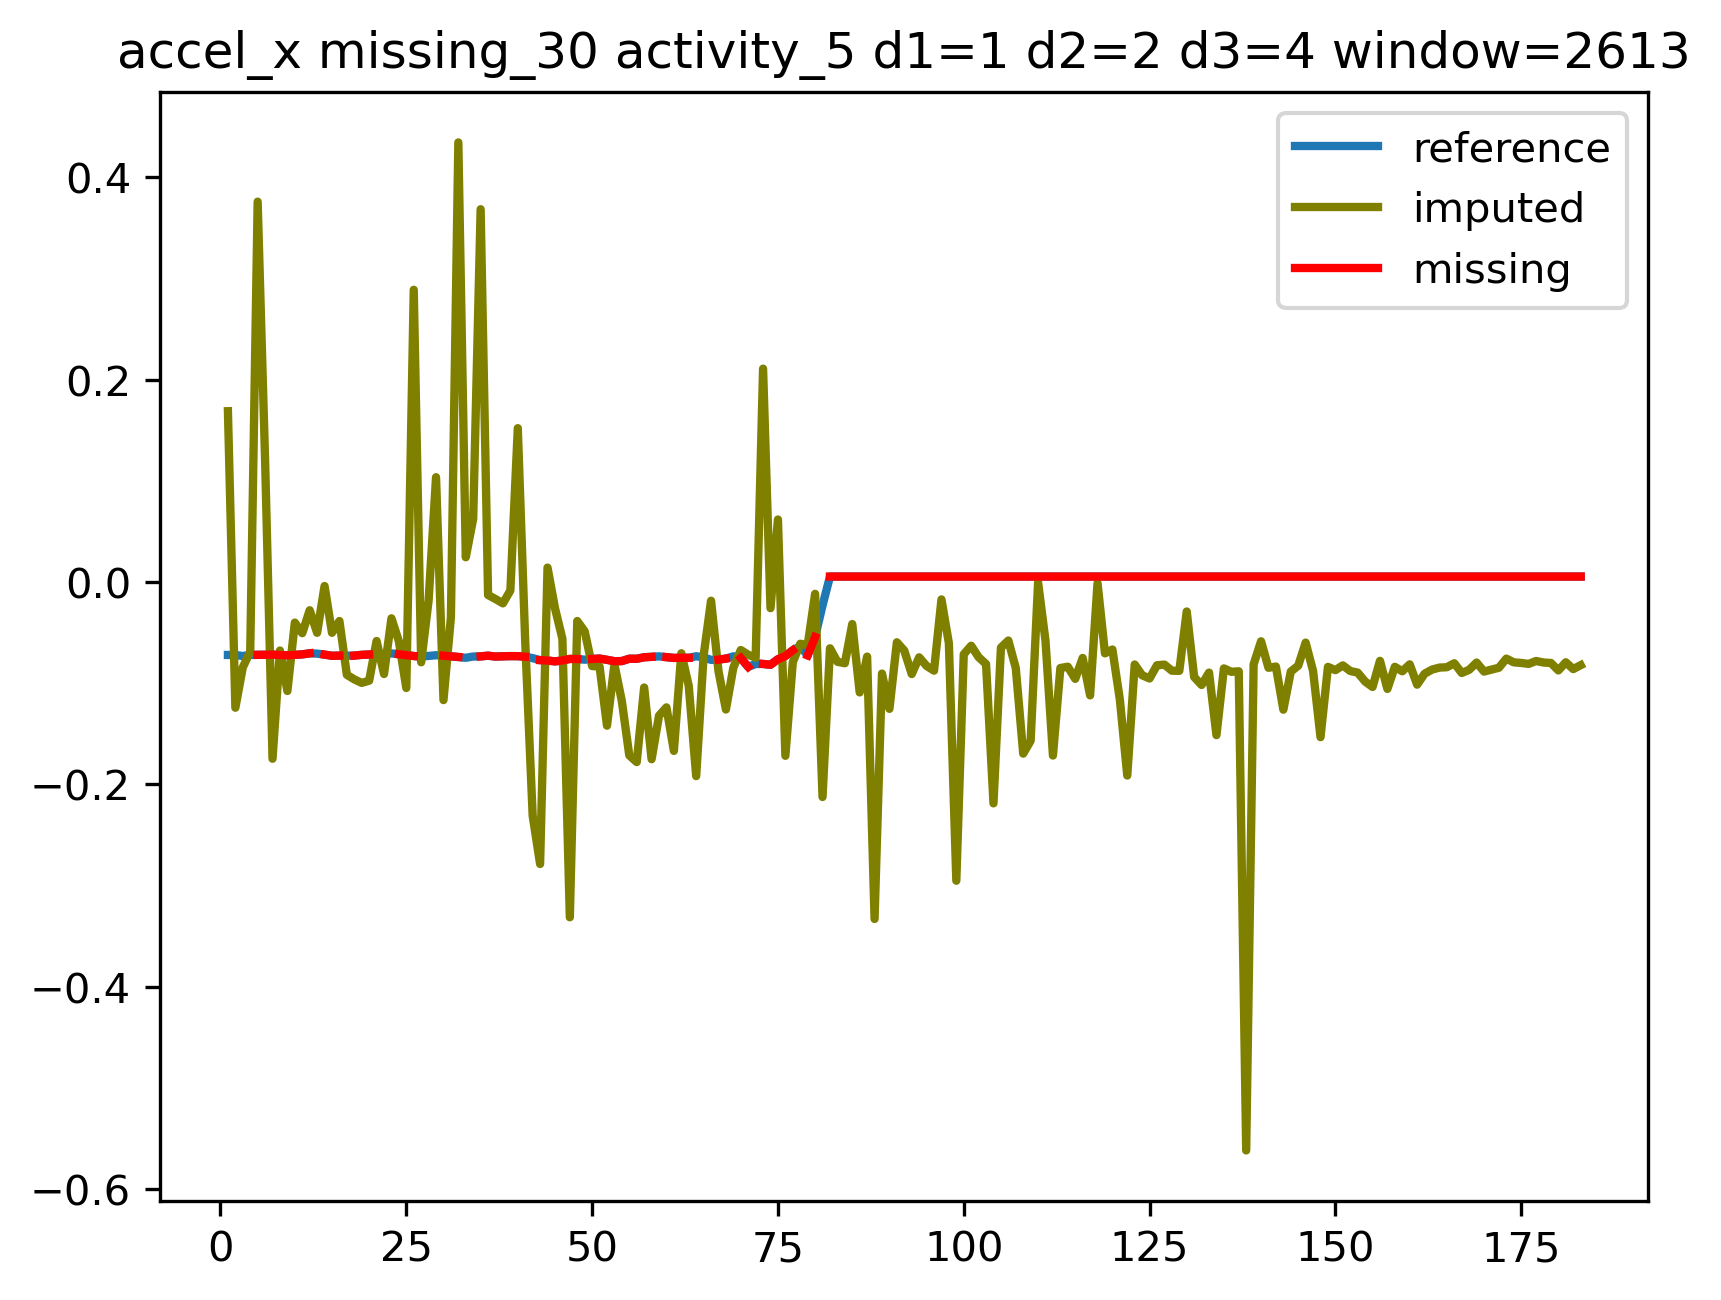 accel_x missing_30 activity_5 d1=1 d2=2 d3=4 window=2613
reference
imputed
missing
0.4
0.2
0.0
−0.2
−0.4
−0.6
0 25 50 75 100 125 150 175